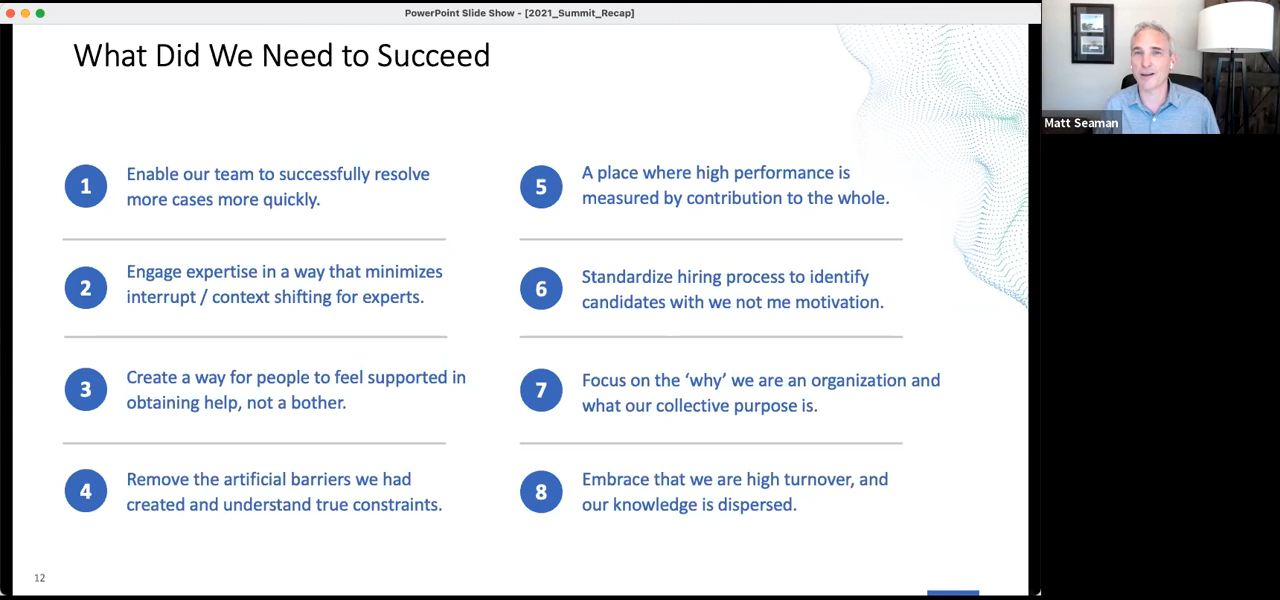 PowerPoint Slide Show - [2021_Summit_Recap]
What Did We Need to Succeed
1
Enable our team to successfully resolve
more cases more quickly.
2
Engage expertise in a way that minimizes
interrupt / context shifting for experts.
3
Create a way for people to feel supported in
obtaining help, not a bother.
4
Remove the artificial barriers we had
created and understand true constraints.
5
A place where high performance is
measured by contribution to the whole.
6
Standardize hiring process to identify
candidates with we not me motivation.
7
Focus on the ‘why’ we are an organization and
what our collective purpose is.
8
Embrace that we are high turnover, and
our knowledge is dispersed.
12
Matt Seaman